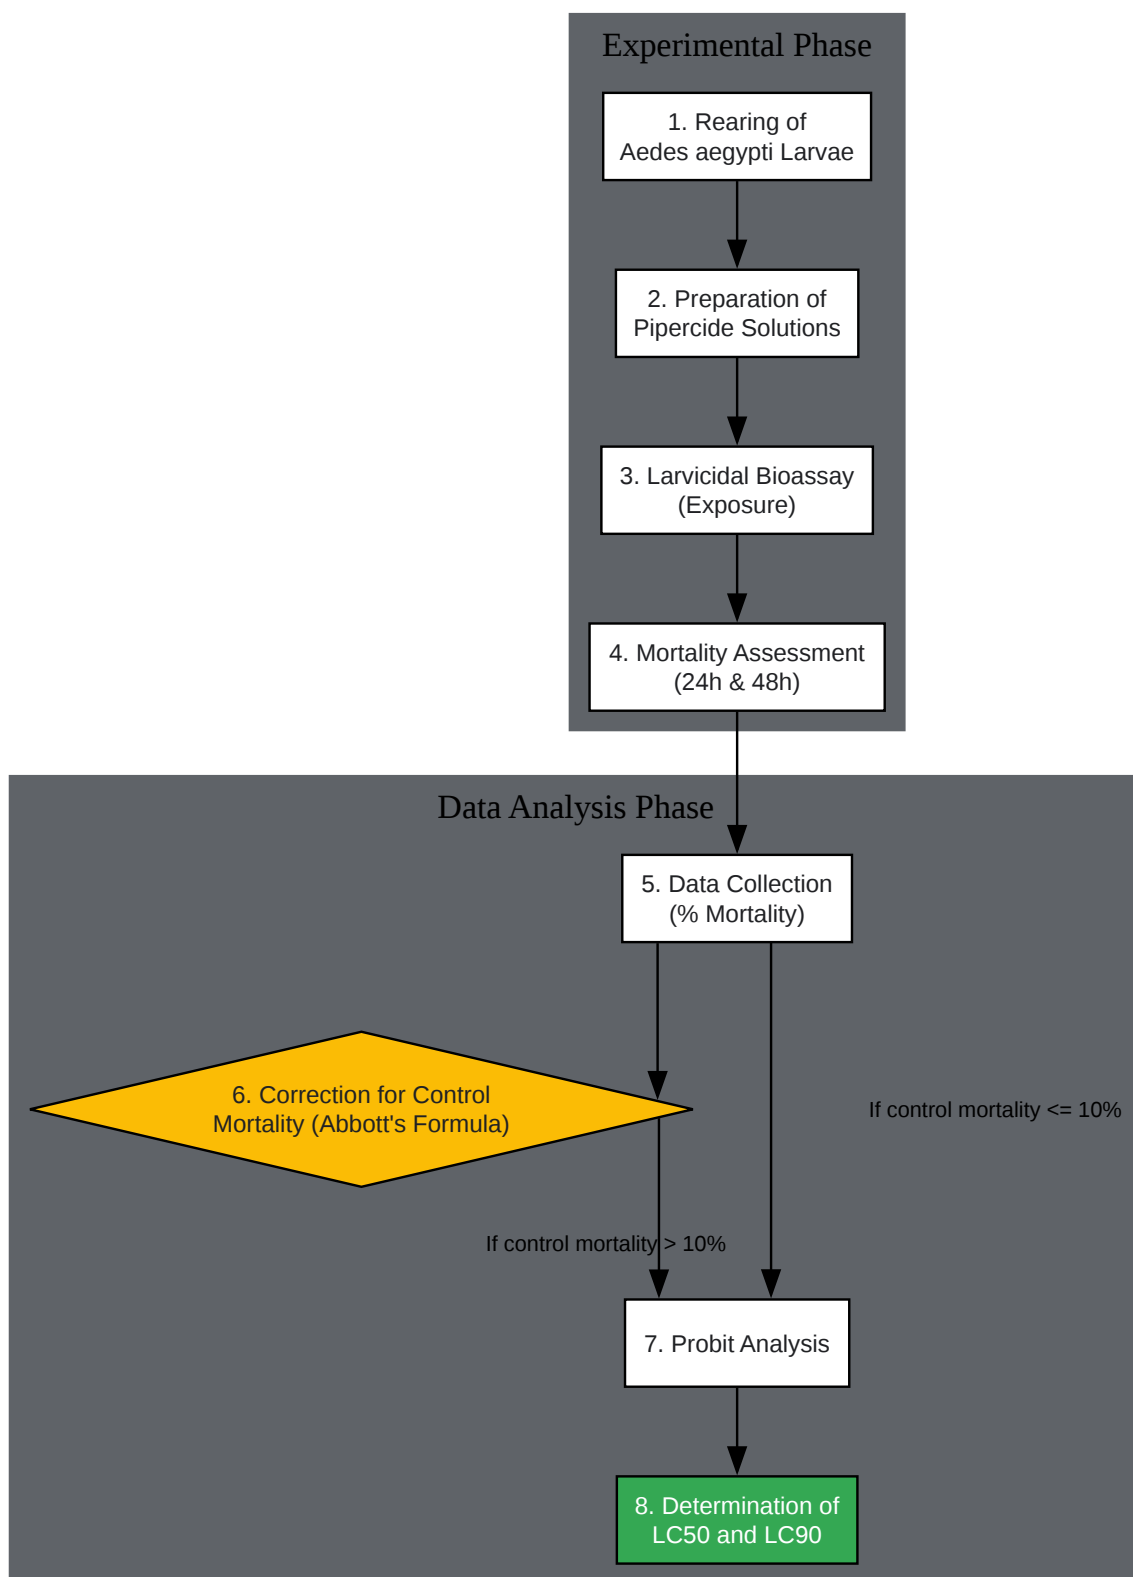 Experimental Phase
1. Rearing of
Aedes aegypti Larvae
2. Preparation of
Pipercide Solutions
3. Larvicidal Bioassay
(Exposure)
4. Mortality Assessment
(24h & 48h)
Data Analysis Phase
5. Data Collection
(% Mortality)
6. Correction for Control
Mortality (Abbott's Formula)
If control mortality <= 10%
If control mortality > 10%
7. Probit Analysis
8. Determination of
LC50 and LC90